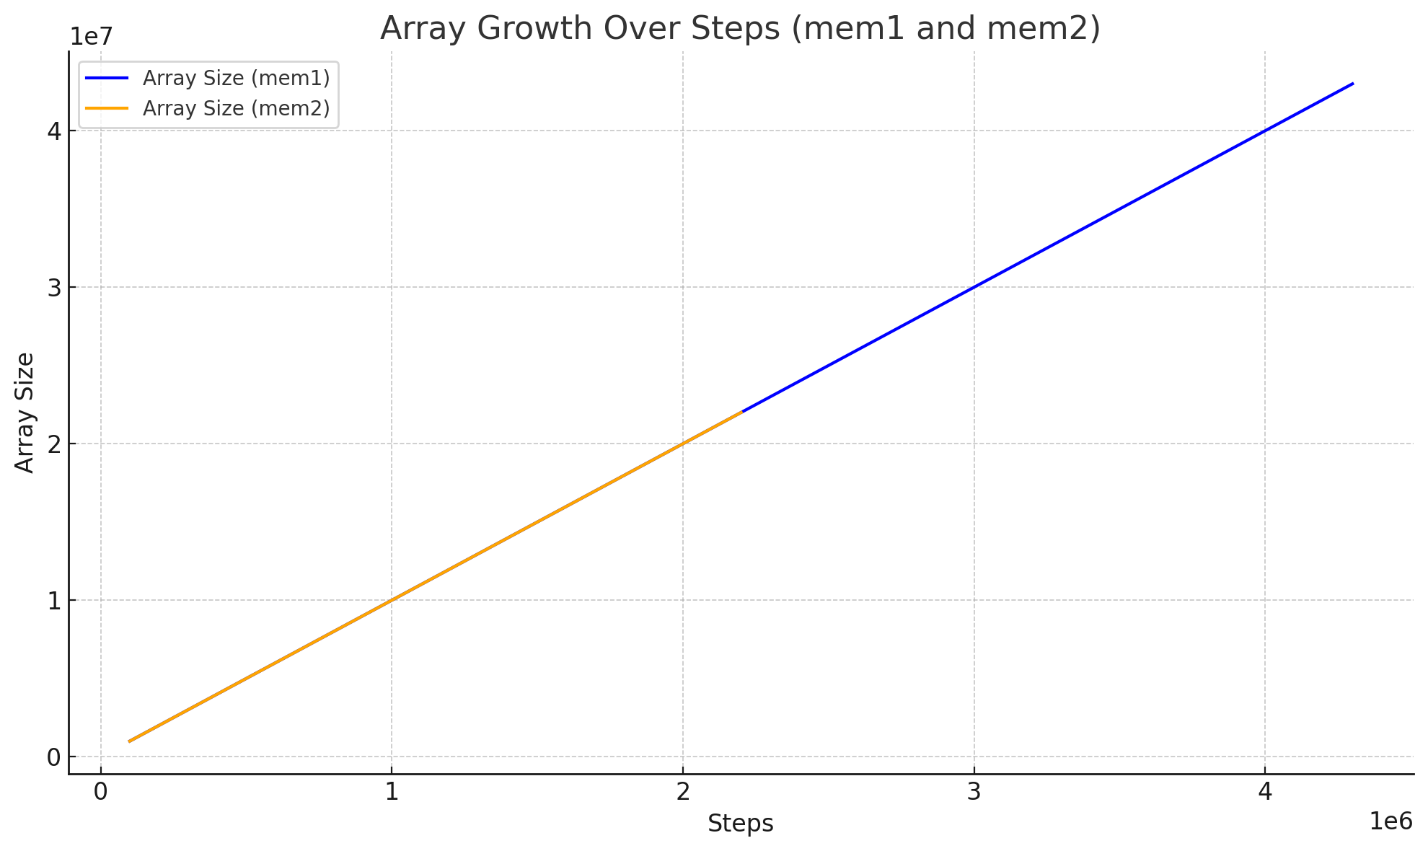 Array Growth Over Steps (mem1 and mem2)
1e7
Array Size (mem1)
Array Size (mem2)
4
3
2
1
0
Array Size
0 1 2 3 4
1e6
Steps